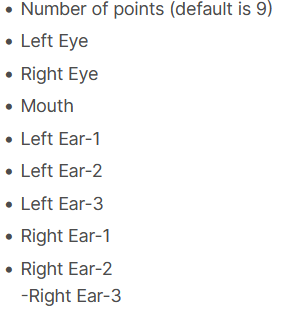 • Number of points (default is 9)
• Left Eye
• Right Eye
• Mouth
• Left Ear-1
• Left Ear-2
• Left Ear-3
• Right Ear-1
• Right Ear-2
-Right Ear-3